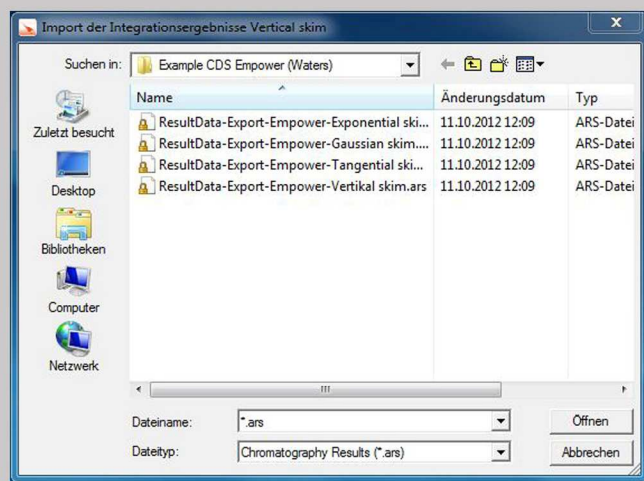 Import der Integrationsergebnisse Vertical skim
Suchen in: Example CDS Empower (Waters)
Name Änderungsdatum Typ
ResultData-Export-Empower-Exponential ski... 11.10.2012 12:09 ARS-Datei
ResultData-Export-Empower-Gaussian skim.... 11.10.2012 12:09 ARS-Datei
ResultData-Export-Empower-Tangential ski... 11.10.2012 12:09 ARS-Datei
ResultData-Export-Empower-Vertikal skim.ars 11.10.2012 12:09 ARS-Datei
Zuletzt besucht
Desktop
Bibliotheken
Computer
Netzwerk
Dateiname: *.ars Öffnen
Dateityp: Chromatography Results (*.ars) Abbrechen